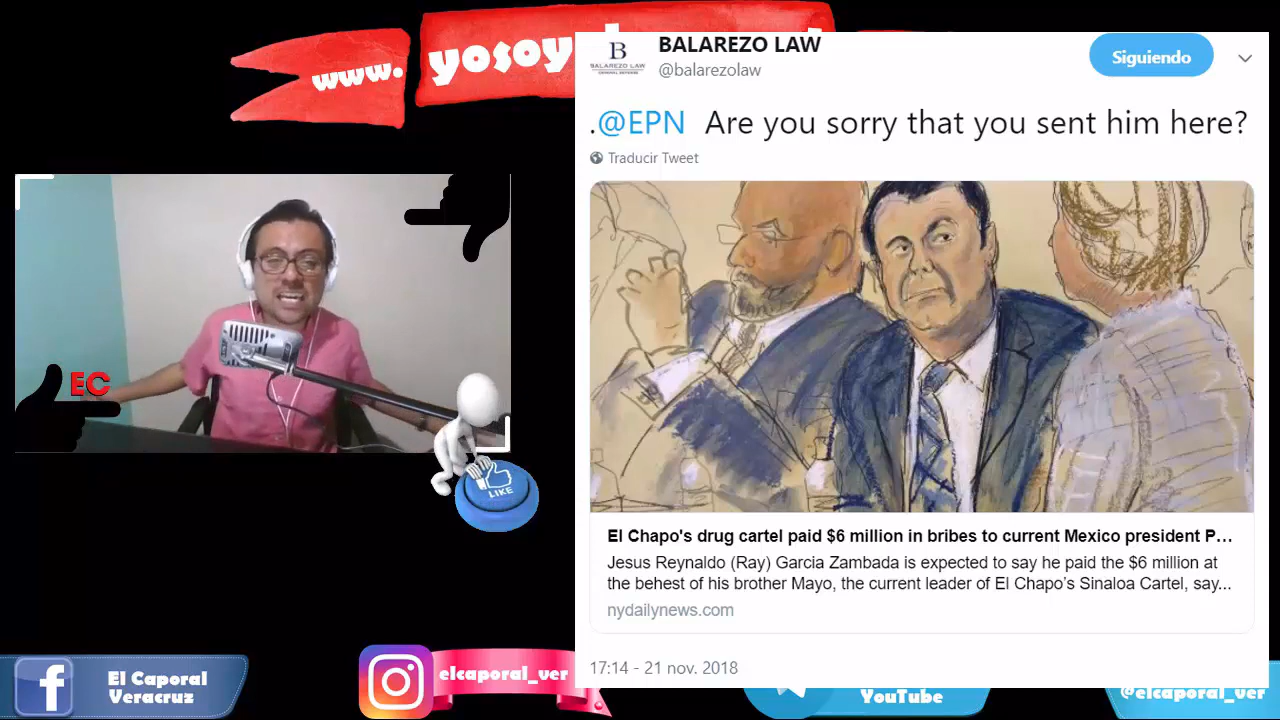 www.
yosoy
BALAREZO LAW
@balarezolaw
Siguiendo
B
BALAREZO LAW
.@EPN Are you sorry that you sent him here?
Traducir Tweet
EC
LIKE
El Chapo's drug cartel paid $6 million in bribes to current Mexico president P...
Jesus Reynaldo (Ray) Garcia Zambada is expected to say he paid the $6 million at
the behest of his brother Mayo, the current leader of El Chapo's Sinaloa Cartel, say...
nydailynews.com
17:14 - 21 nov. 2018
El Caporal
Veracruz
elcaporal_ver
YouTube
@elcaporal_ver